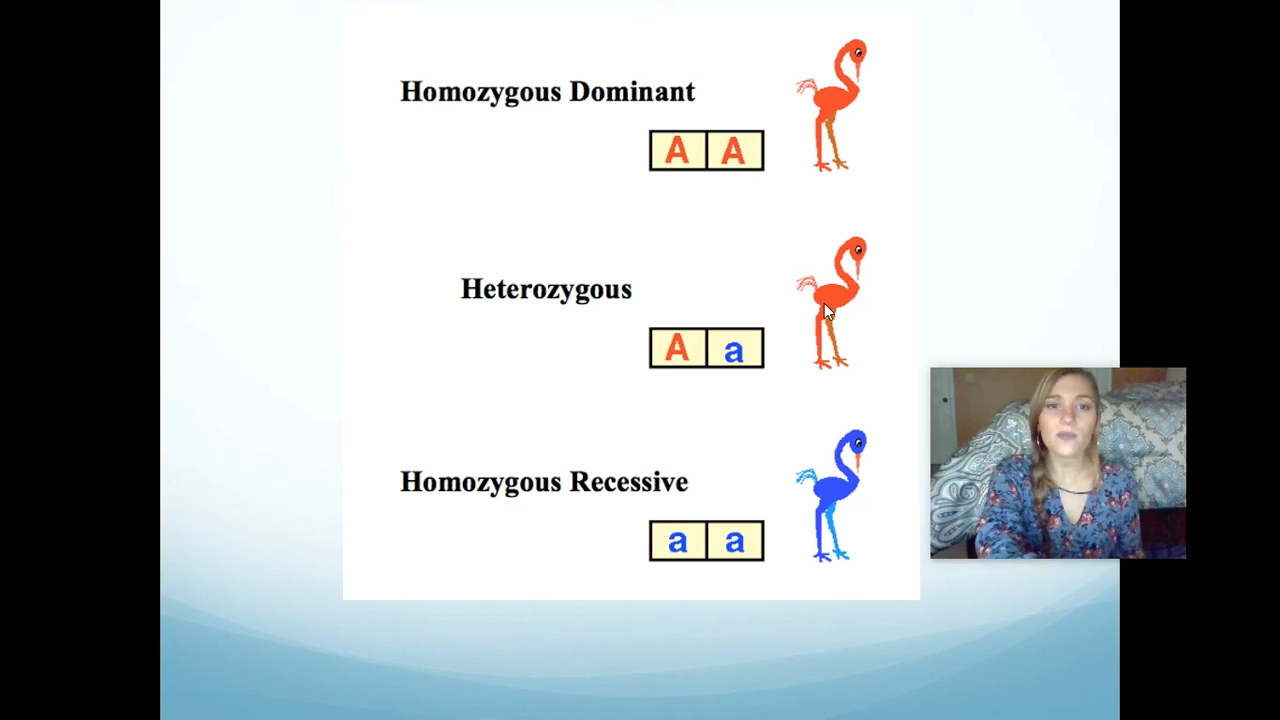 Homozygous Dominant
A A
Heterozygous
A a
Homozygous Recessive
a a